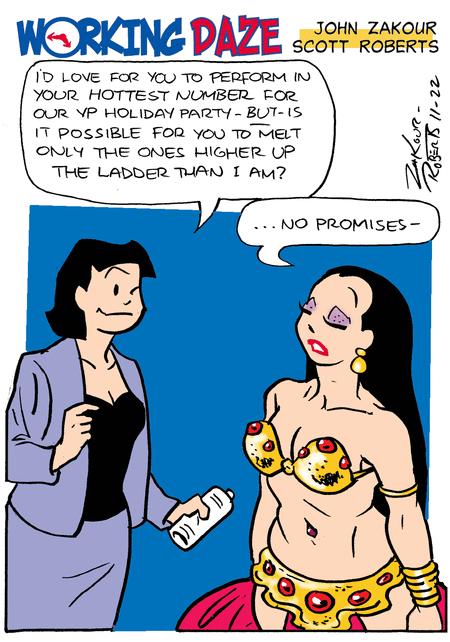 WORKING DAZE
JOHN ZAKOUR
SCOTT ROBERTS
I'D LOVE FOR YOU TO PERFORM IN
YOUR HOTTEST NUMBER FOR
OUR VP HOLIDAY PARTY-BUT-IS
IT POSSIBLE FOR YOU TO MELT
ONLY THE ONES HIGHER UP
THE LADDER THAN I AM?
...NO PROMISES-
ZAKOUR-
ROBERTS 11-22